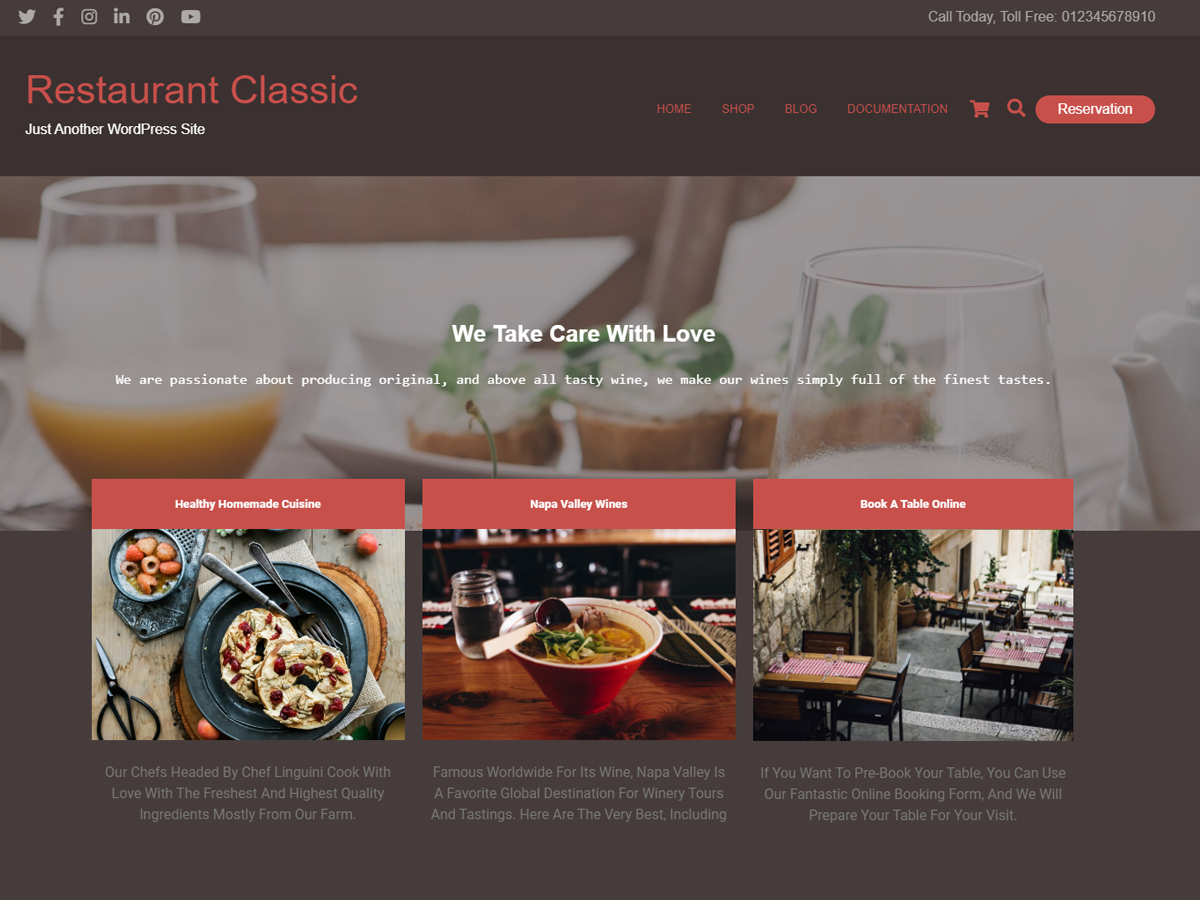 Call Today, Toll Free: 012345678910
Restaurant Classic
Just Another WordPress Site
HOME SHOP BLOG DOCUMENTATION Reservation
We Take Care With Love
We are passionate about producing original, and above all tasty wine, we make our wines simply full of the finest tastes.
Healthy Homemade Cuisine
Our Chefs Headed By Chef Linguini Cook With
Love With The Freshest And Highest Quality
Ingredients Mostly From Our Farm.
Napa Valley Wines
Famous Worldwide For Its Wine, Napa Valley Is
A Favorite Global Destination For Winery Tours
And Tastings. Here Are The Very Best, Including
Book A Table Online
If You Want To Pre-Book Your Table, You Can Use
Our Fantastic Online Booking Form, And We Will
Prepare Your Table For Your Visit.